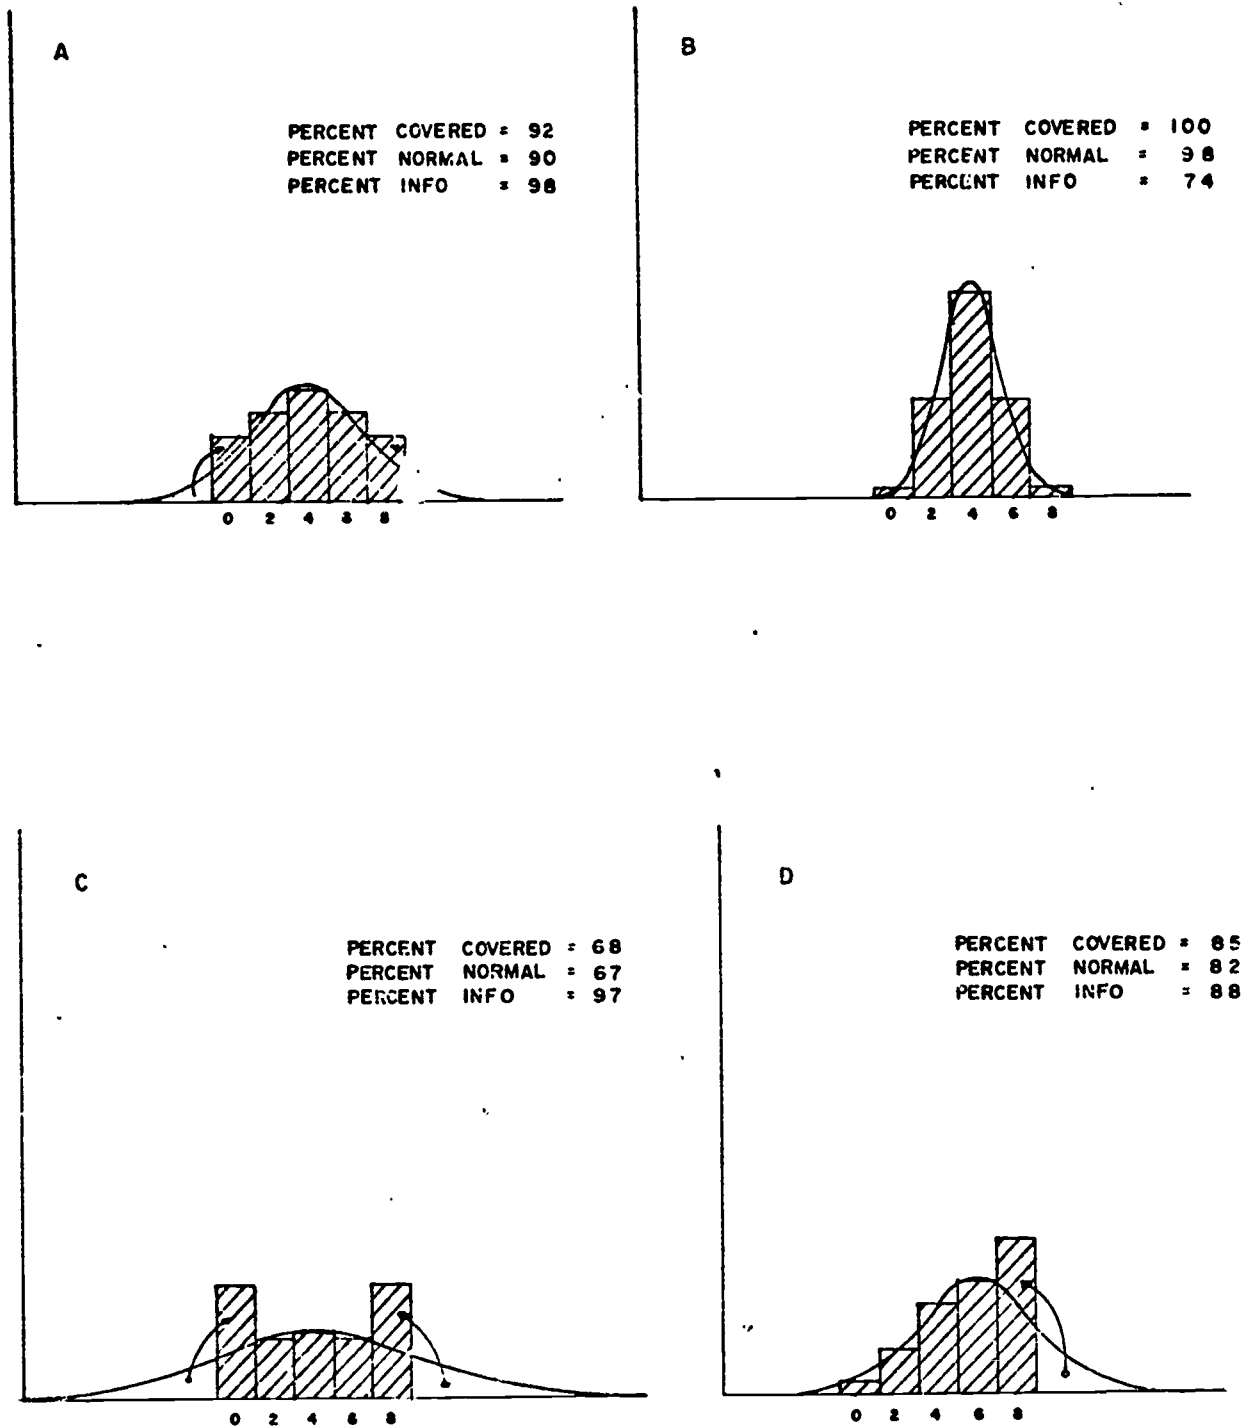 A
PERCENT COVERED = 92
PERCENT NORMAL = 90
PERCENT INFO = 98
0 2 4 6 8
B
PERCENT COVERED = 100
PERCENT NORMAL = 98
PERCENT INFO = 74
0 2 4 6 8
C
PERCENT COVERED = 68
PERCENT NORMAL = 67
PERCENT INFO = 97
0 2 4 6 8
D
PERCENT COVERED = 85
PERCENT NORMAL = 82
PERCENT INFO = 88
0 2 4 6 8